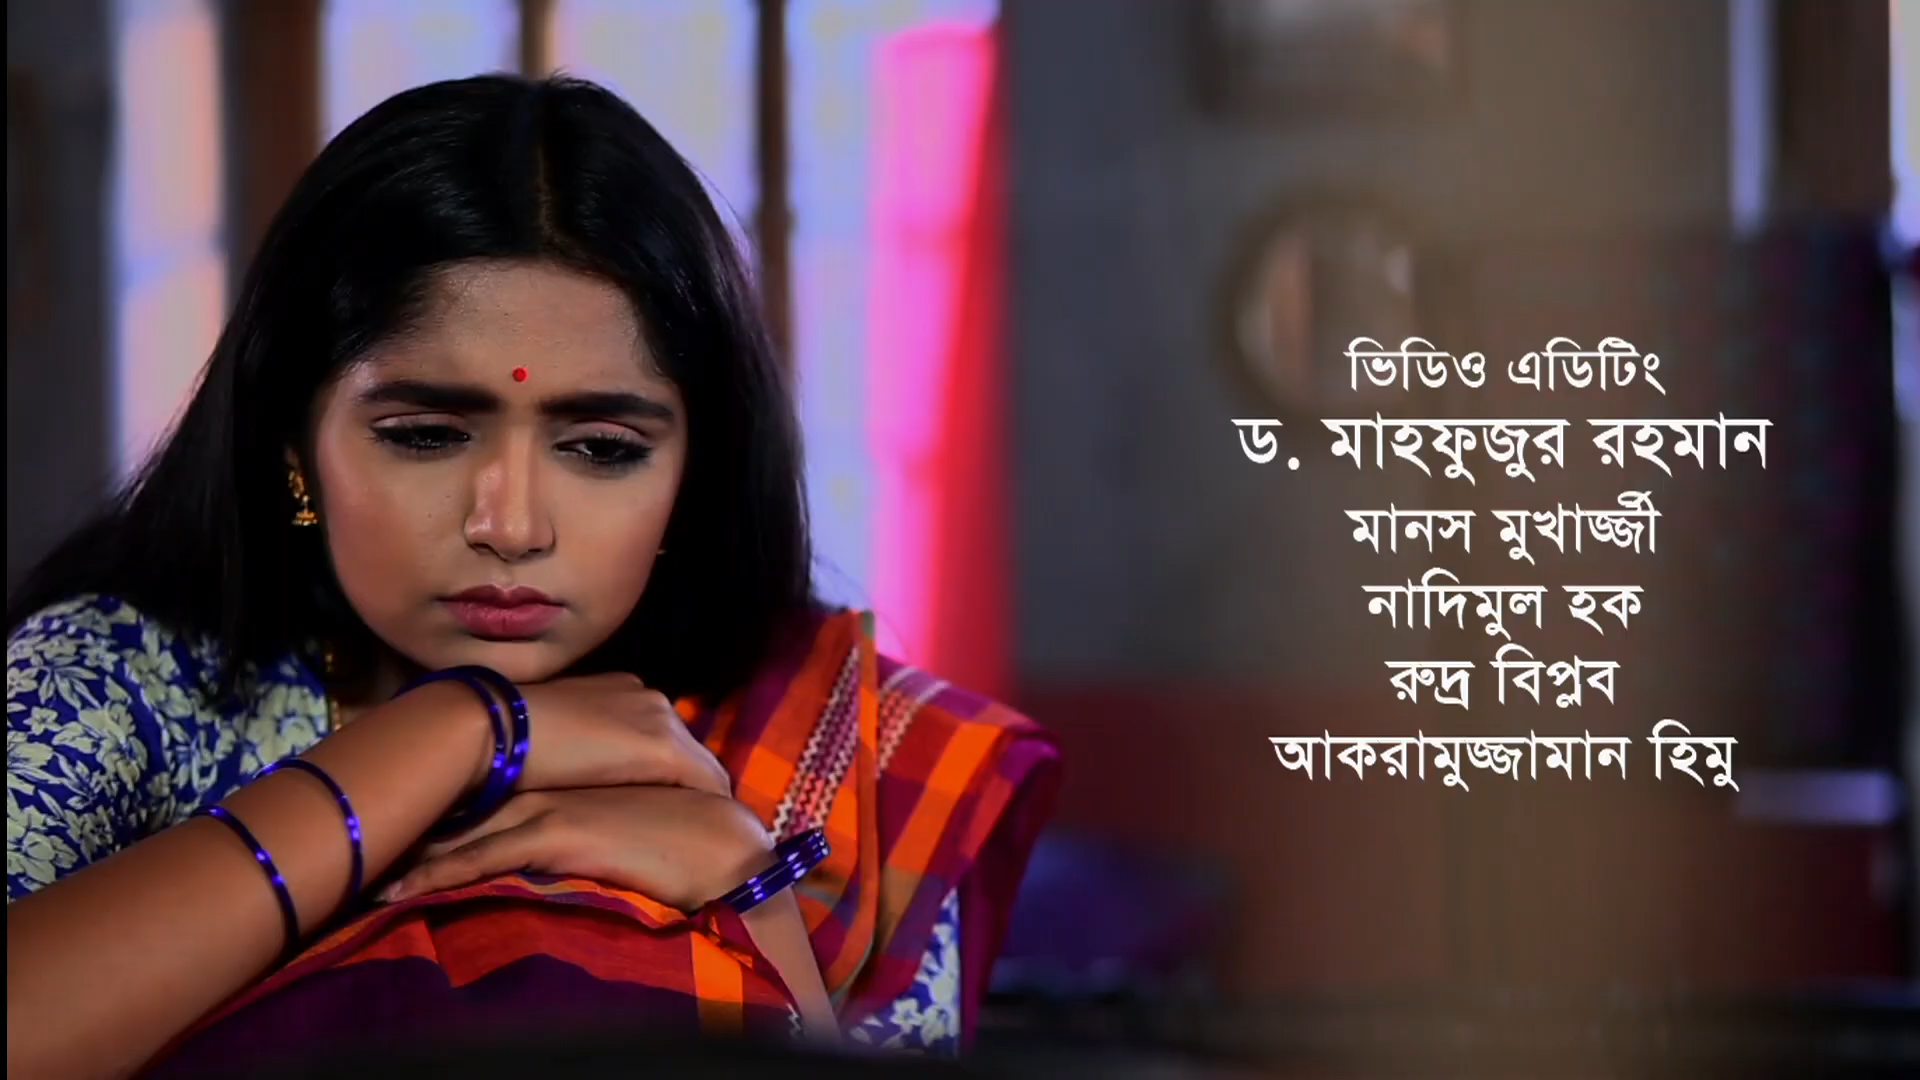 ভিডিও এডিটিং
ড. মাহফুজুর রহমান
মানস মুখার্জ্জী
নাদিমুল হক
রুদ্র বিপ্লব
আকরামুজ্জামান হিমু